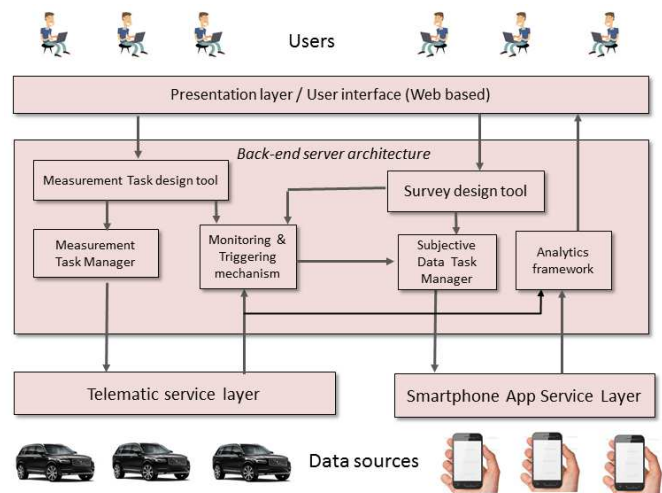 Users
Presentation layer / User interface (Web based)
Back-end server architecture
Measurement Task design tool
Survey design tool
Measurement
Task Manager
Monitoring &
Triggering
mechanism
Subjective
Data Task
Manager
Analytics
framework
Telematic service layer
Smartphone App Service Layer
Data sources